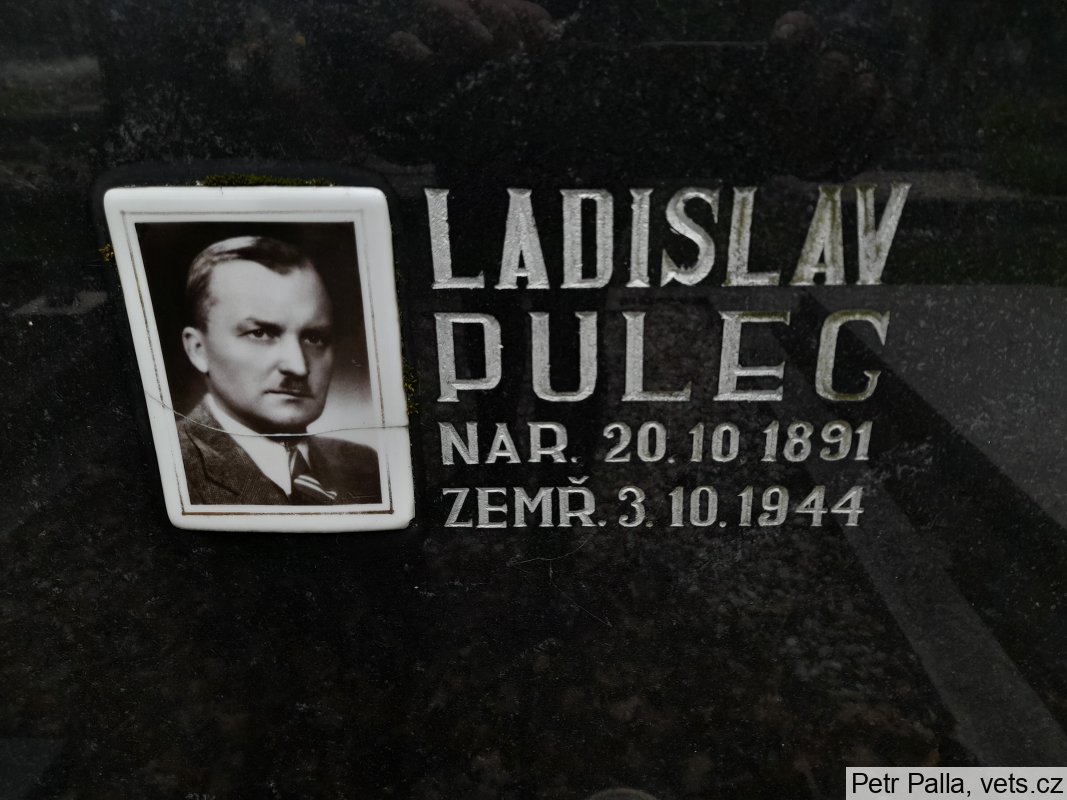 LADISLAV
PULEC
NAR. 20.10 1891
ZEMŘ. 3.10.1944
Petr Palla, vets.cz